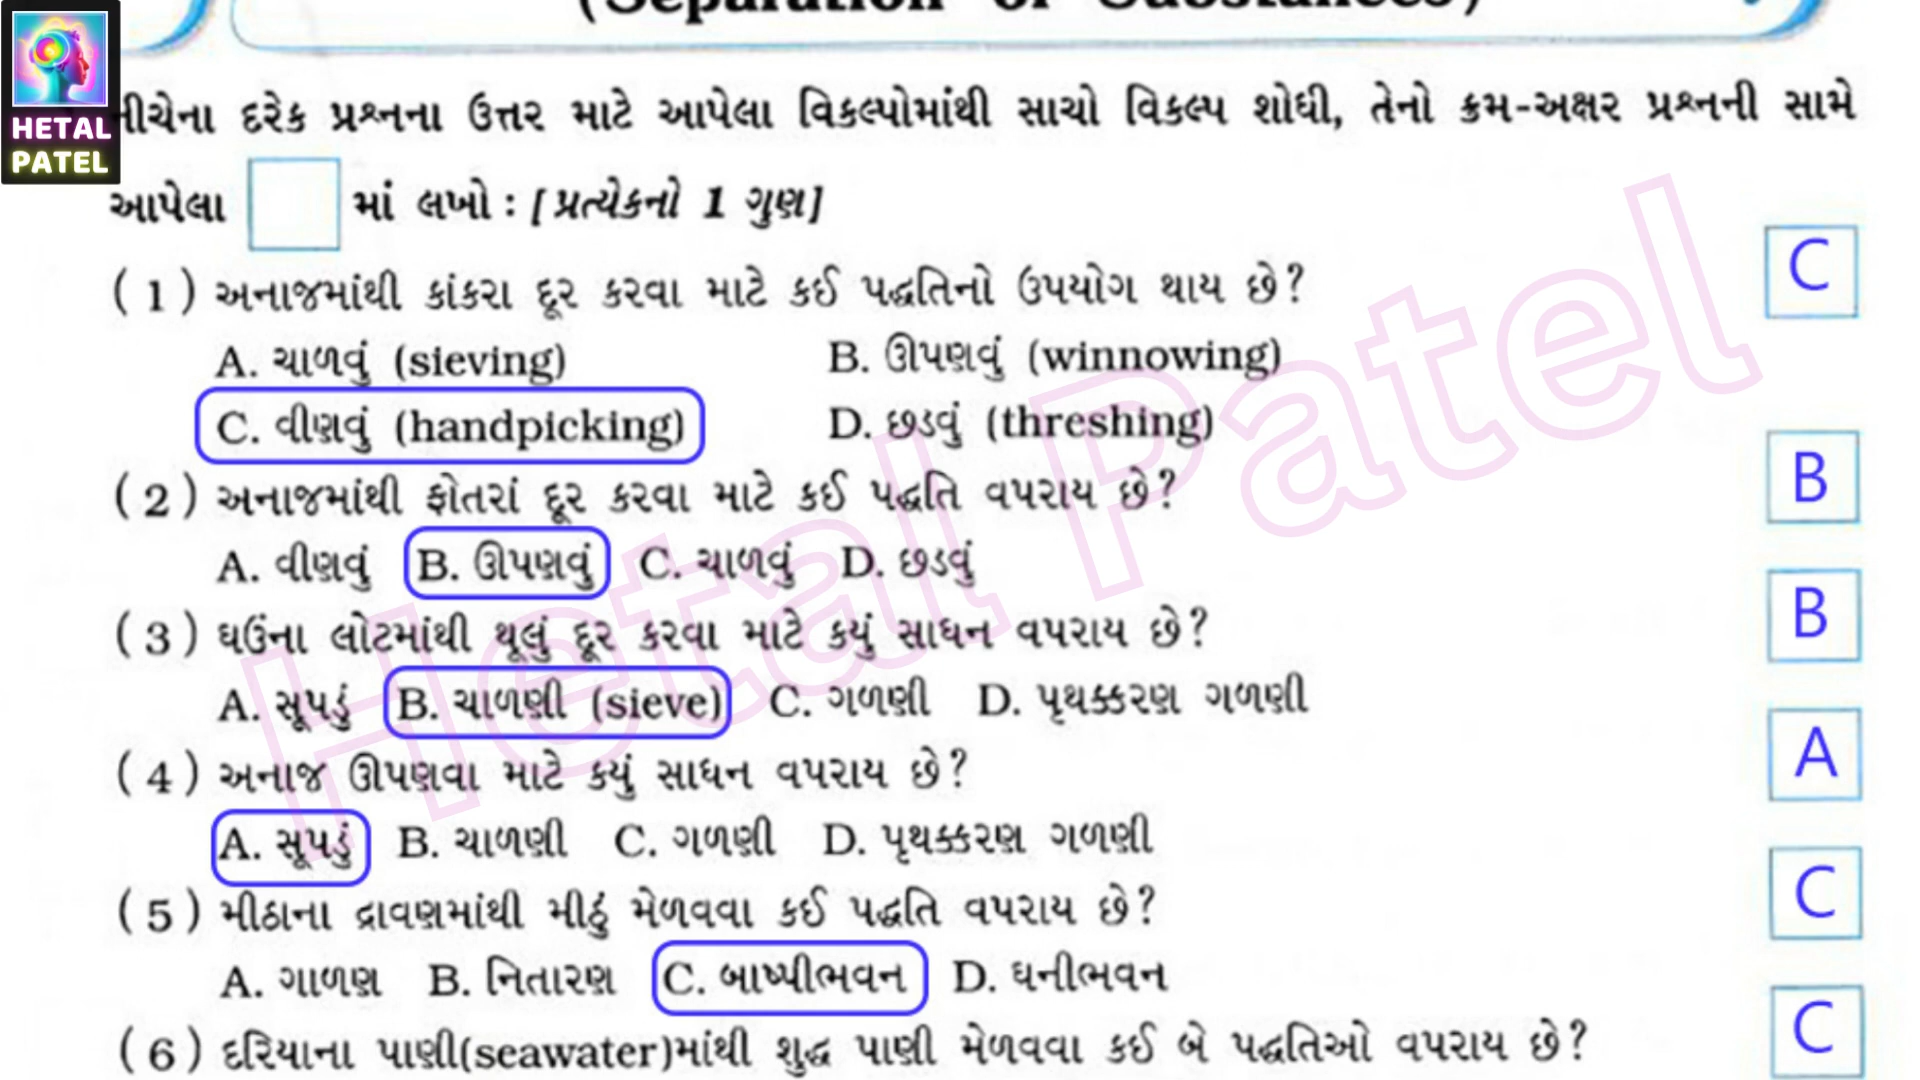 (Separation of Substances)
HETAL
PATEL
નીચેના દરેક પ્રશ્નના ઉત્તર માટે આપેલા વિકલ્પોમાંથી સાચો વિકલ્પ શોધી, તેનો ક્રમ-અક્ષર પ્રશ્નની સામે
આપેલા માં લખો : [પ્રત્યેકનો 1 ગુણ]
(1) અનાજમાંથી કાંકરા દૂર કરવા માટે કઈ પદ્ધતિનો ઉપયોગ થાય છે? C
A. ચાળવું (sieving) B. ઊપણવું (winnowing)
C. વીણવું (handpicking) D. છડવું (threshing)
(2) અનાજમાંથી ફોતરાં દૂર કરવા માટે કઈ પદ્ધતિ વપરાય છે? B
A. વીણવું B. ઊપણવું C. ચાળવું D. છડવું
(3) ઘઉંના લોટમાંથી થૂલું દૂર કરવા માટે કયું સાધન વપરાય છે? B
A. સૂપડું B. ચાળણી (sieve) C. ગળણી D. પૃથક્કરણ ગળણી
(4) અનાજ ઊપણવા માટે કયું સાધન વપરાય છે? A
A. સૂપડું B. ચાળણી C. ગળણી D. પૃથક્કરણ ગળણી
(5) મીઠાના દ્રાવણમાંથી મીઠું મેળવવા કઈ પદ્ધતિ વપરાય છે? C
A. ગાળણ B. નિતારણ C. બાષ્પીભવન D. ઘનીભવન
(6) દરિયાના પાણી(seawater)માંથી શુદ્ધ પાણી મેળવવા કઈ બે પદ્ધતિઓ વપરાય છે? C
Hetal Patel